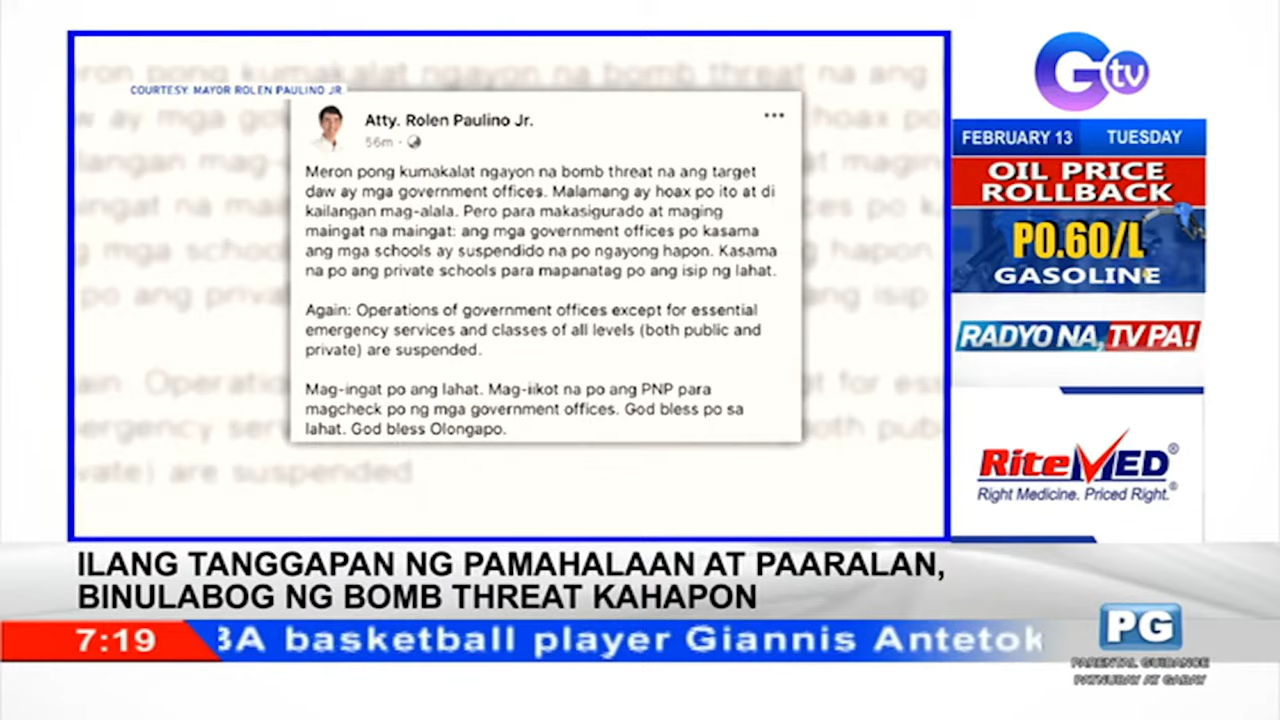 COURTESY: MAYOR ROLEN PAULINO JR.
Atty. Rolen Paulino Jr.
56m
Meron pong kumakalat ngayon na bomb threat na ang target
daw ay mga government offices. Malamang ay hoax po ito at di
kailangan mag-alala. Pero para makasigurado at maging
maingat na maingat: ang mga government offices po kasama
ang mga schools ay suspendido na po ngayong hapon. Kasama
na po ang private schools para mapanatag po ang isip ng lahat.
Again: Operations of government offices except for essential
emergency services and classes of all levels (both public and
private) are suspended.
Mag-ingat po ang lahat. Mag-iikot na po ang PNP para
magcheck po ng mga government offices. God bless po sa
lahat. God bless Olongapo.
Gtv
FEBRUARY 13 TUESDAY
OIL PRICE
ROLLBACK
P0.60/L
GASOLINE
RADYO NA, TV PA!
RiteMED®
Right Medicine. Priced Right.®
ILANG TANGGAPAN NG PAMAHALAAN AT PAARALAN,
BINULABOG NG BOMB THREAT KAHAPON
7:19 BA basketball player Giannis Antetok
PG
PARENTAL GUIDANCE
PATNUBAY AT GABAY